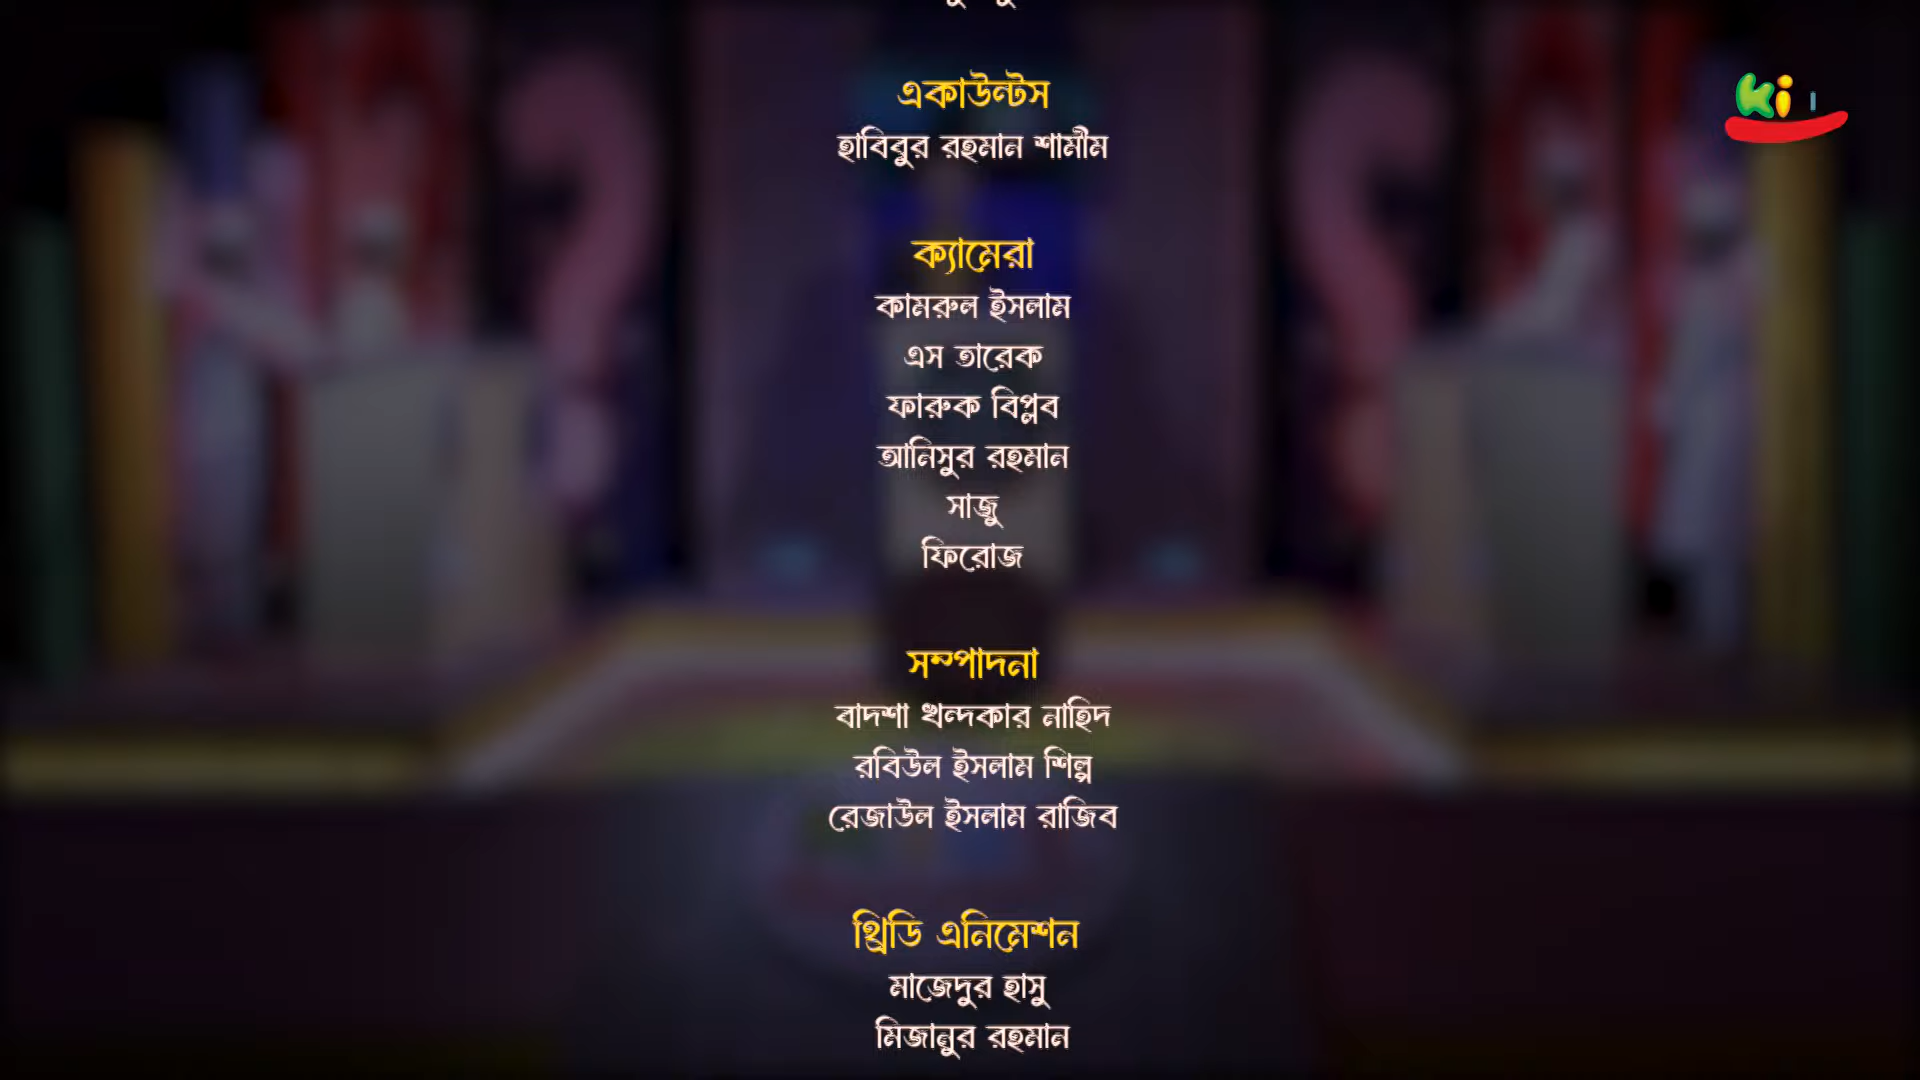 একাউন্টস
হাবিবুর রহমান শামীম
ক্যামেরা
কামরুল ইসলাম
এস তারেক
ফারুক বিপ্লব
আনিসুর রহমান
সাজু
ফিরোজ
সম্পাদনা
বাদশা খন্দকার নাহিদ
রবিউল ইসলাম শিল্প
রেজাউল ইসলাম রাজিব
থ্রিডি এনিমেশন
মাজেদুর হাসু
মিজানুর রহমান